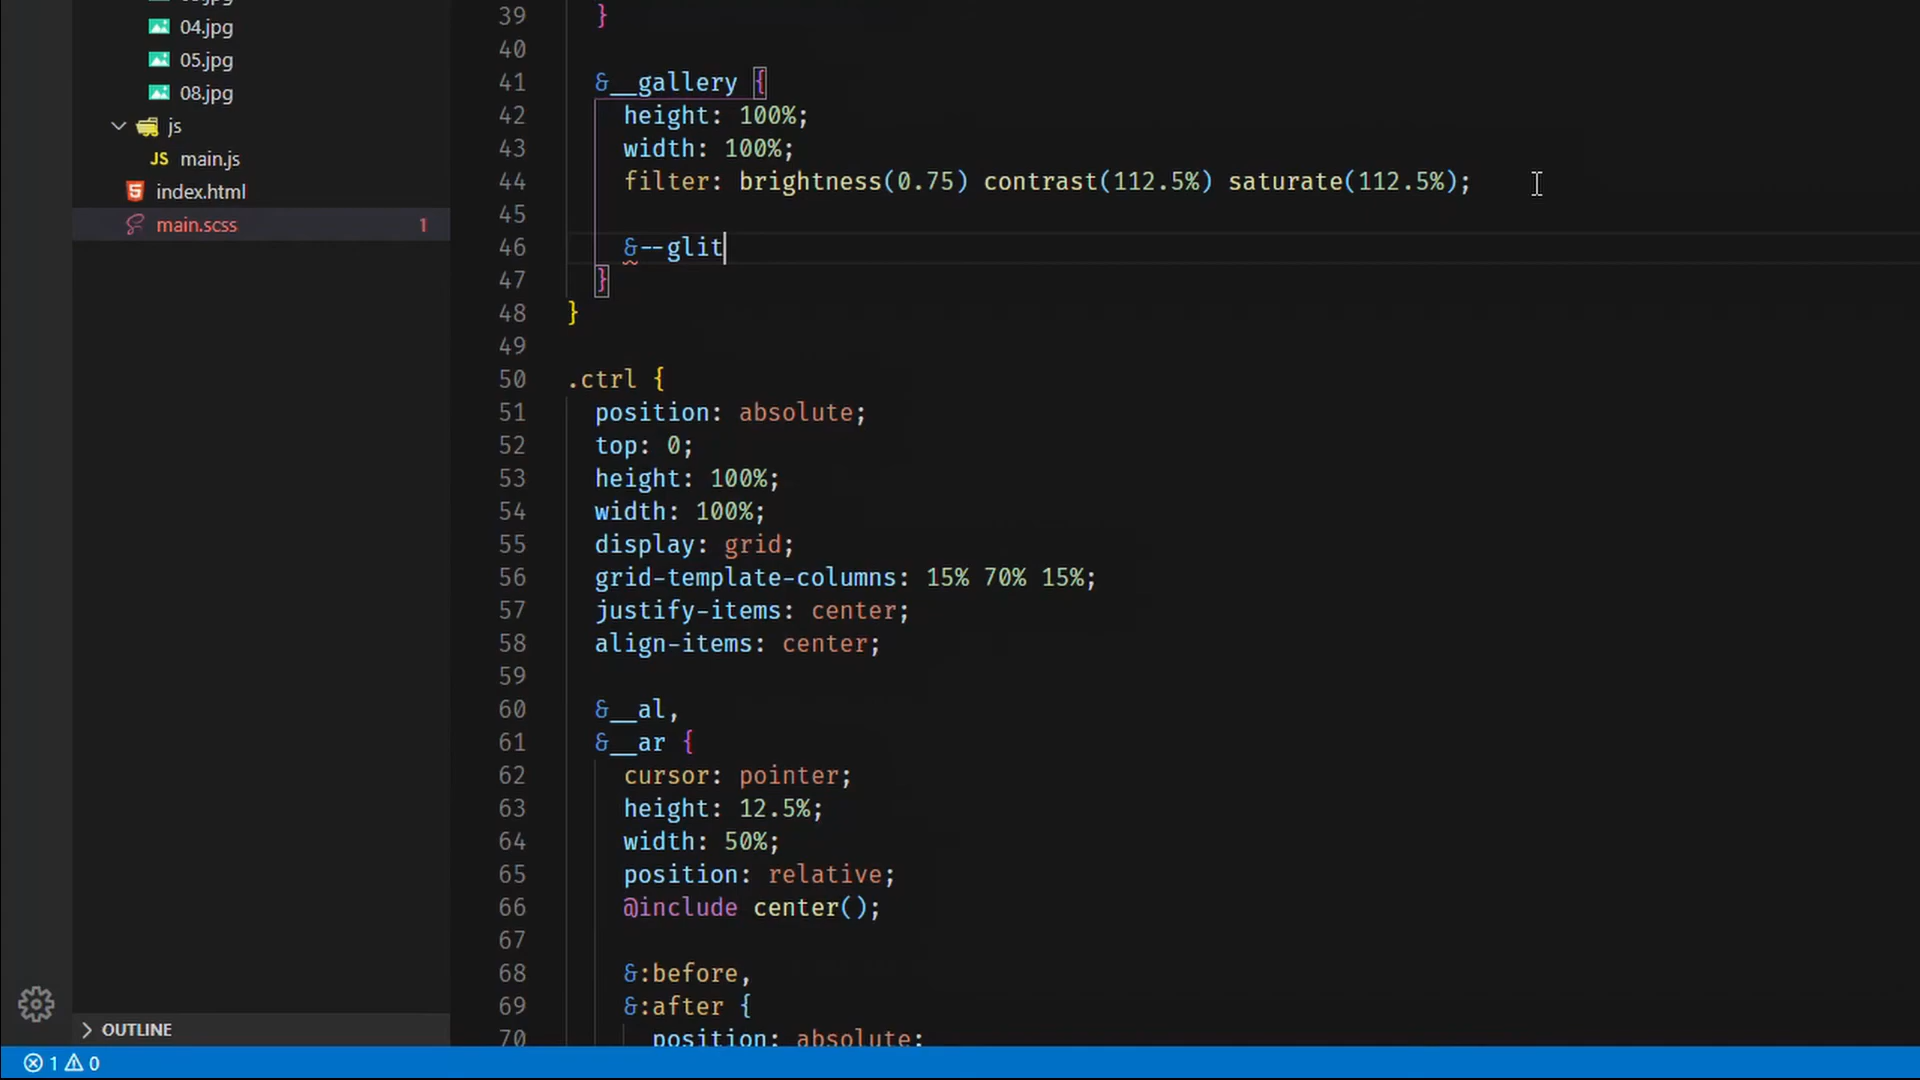 04.jpg
05.jpg
08.jpg
js
JS main.js
index.html
main.scss 1
OUTLINE
39 }
40
41 &__gallery {
42 height: 100%;
43 width: 100%;
44 filter: brightness(0.75) contrast(112.5%) saturate(112.5%);
45
46 &--glit
47 }
48 }
49
50 .ctrl {
51 position: absolute;
52 top: 0;
53 height: 100%;
54 width: 100%;
55 display: grid;
56 grid-template-columns: 15% 70% 15%;
57 justify-items: center;
58 align-items: center;
59
60 &__al,
61 &__ar {
62 cursor: pointer;
63 height: 12.5%;
64 width: 50%;
65 position: relative;
66 @include center();
67
68 &:before,
69 &:after {
70 position: absolute;
1 0